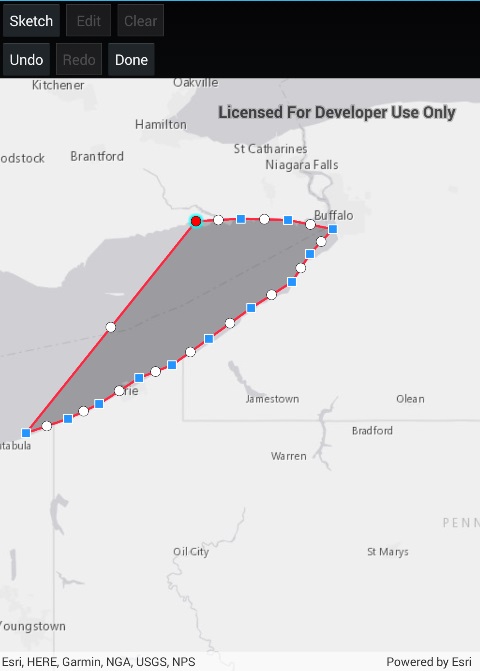 Sketch Edit Clear
Undo Redo Done
Kitchener
Oakville
Licensed For Developer Use Only
Hamilton
St Catharines
odstock
Brantford
Niagara Falls
Buffalo
rie
Jamestown
Olean
Bradford
itabula
Warren
PENN
Oil City
St Marys
Youngstown
Esri, HERE, Garmin, NGA, USGS, NPS
Powered by Esri